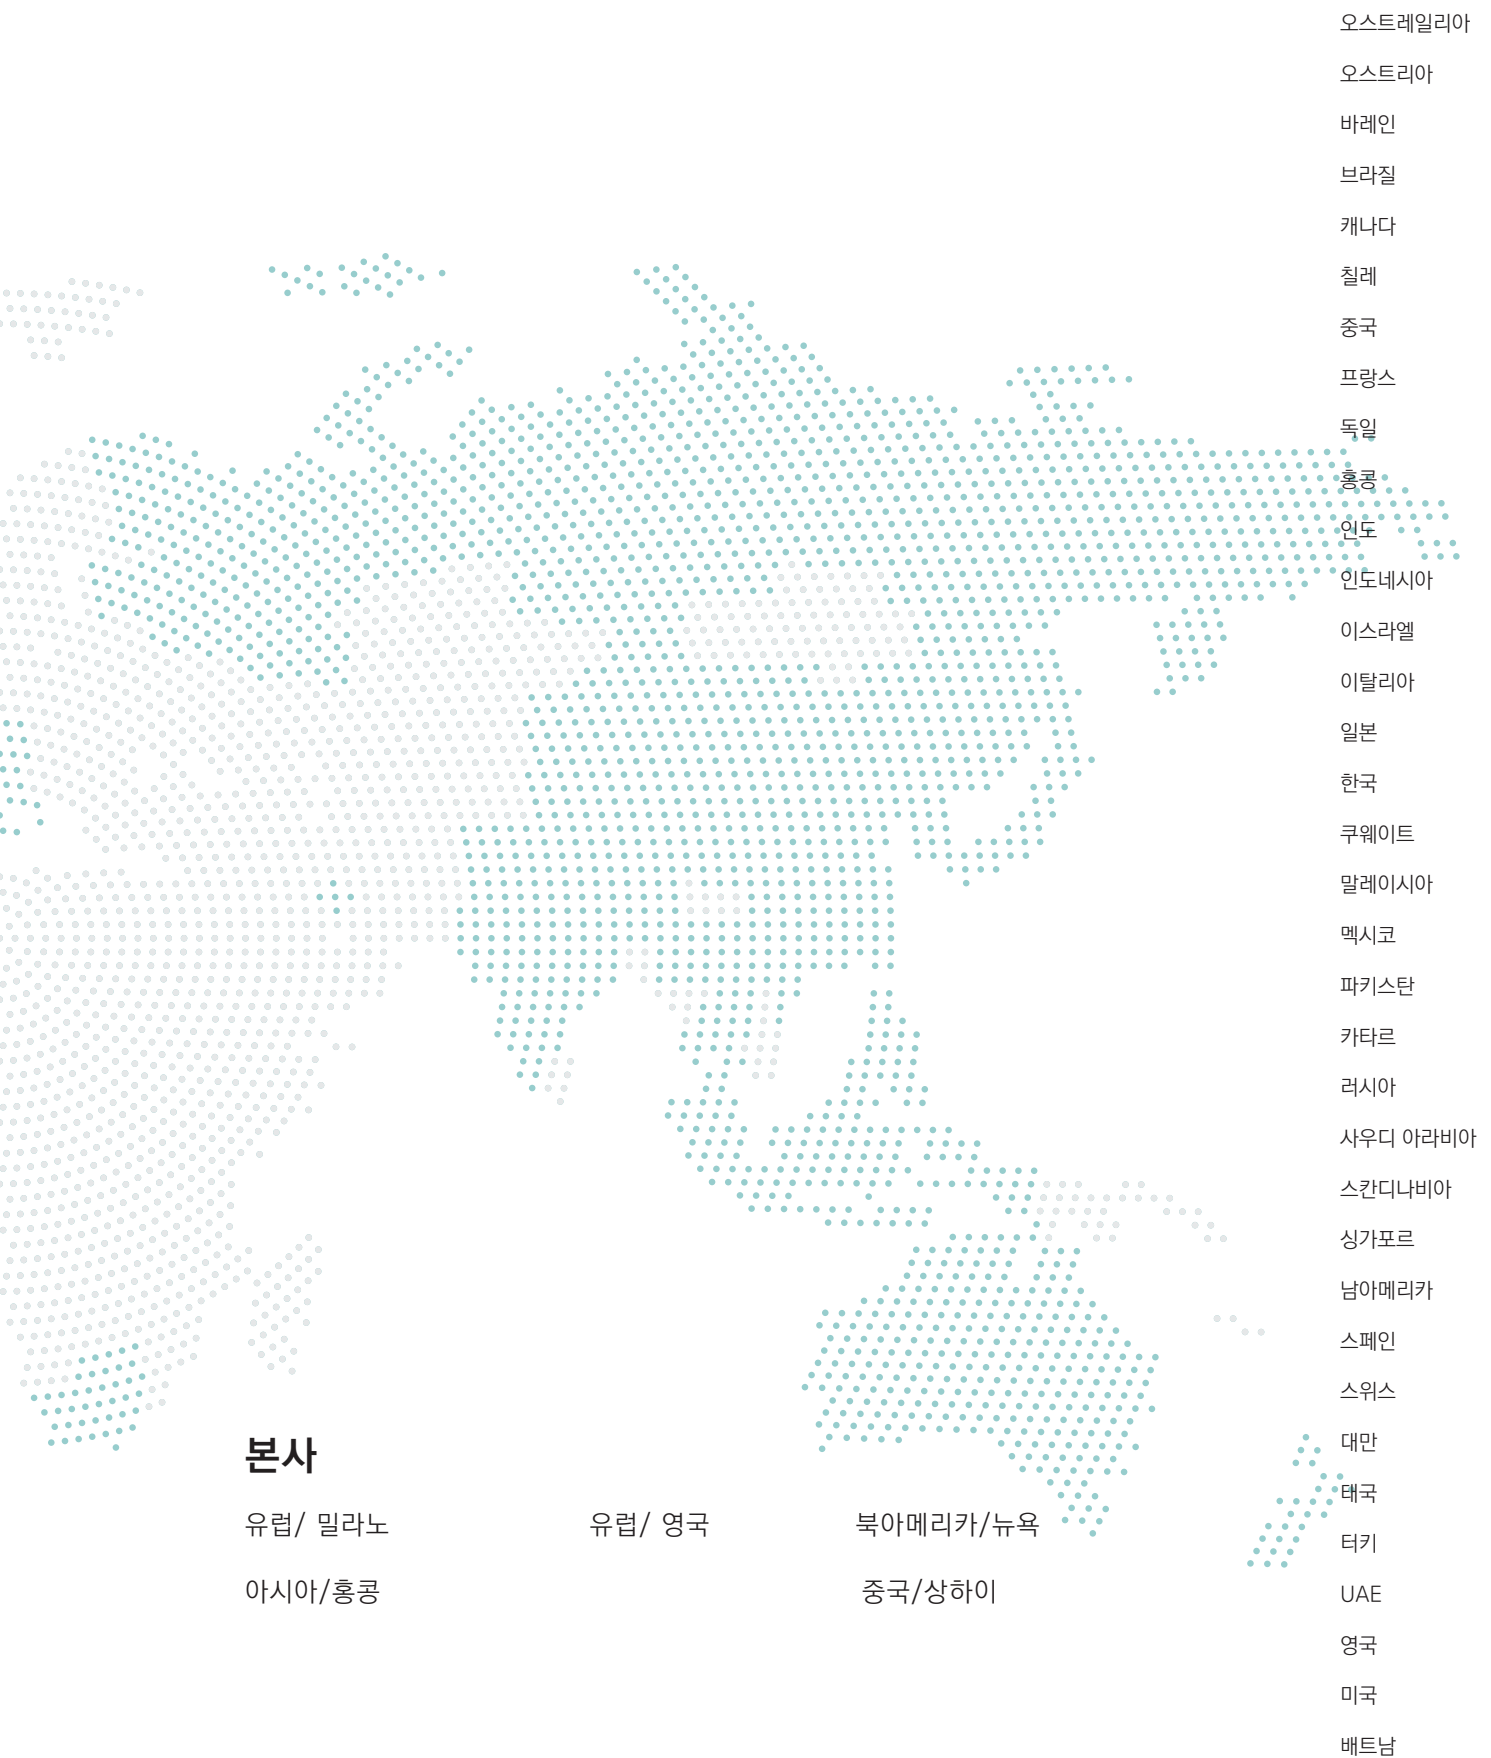 오스트레일리아
오스트리아
바레인
브라질
캐나다
칠레
중국
프랑스
독일
홍콩
인도
인도네시아
이스라엘
이탈리아
일본
한국
쿠웨이트
말레이시아
멕시코
파키스탄
카타르
러시아
사우디 아라비아
스칸디나비아
싱가포르
남아메리카
스페인
스위스
대만
태국
터키
UAE
영국
미국
배트남
본사
유럽/ 밀라노
유럽/ 영국
북아메리카/뉴욕
아시아/홍콩
중국/상하이